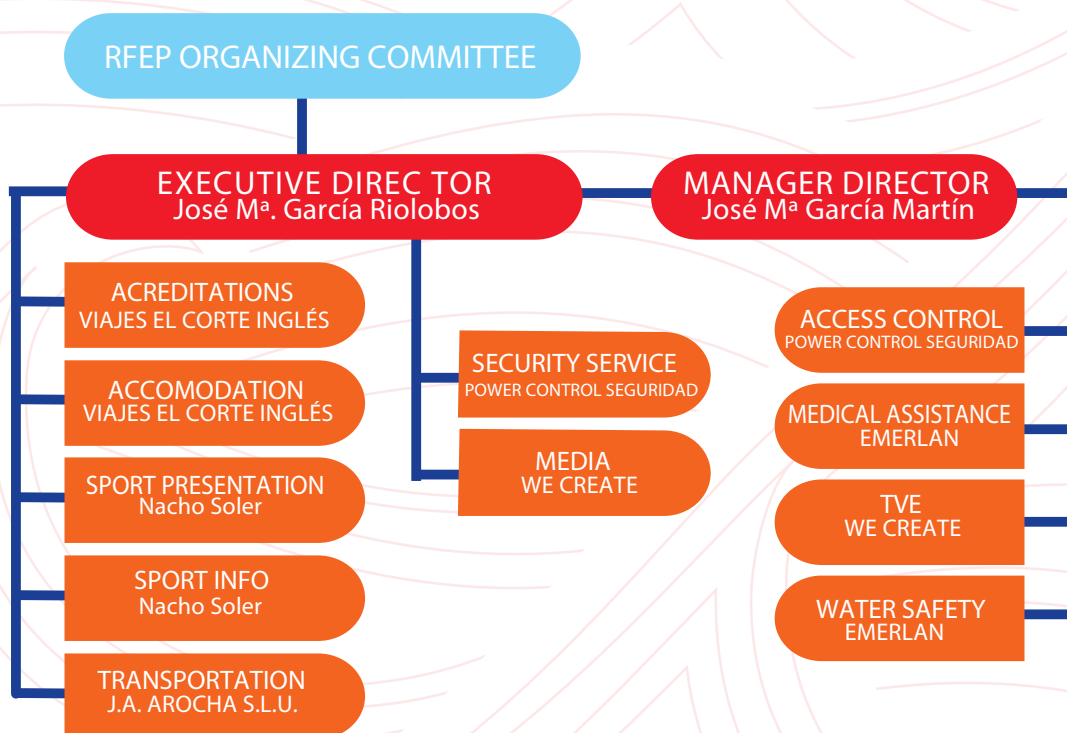 RFEP ORGANIZING COMMITTEE
EXECUTIVE DIREC TOR
José Mª. García Riolobos
MANAGER DIRECTOR
José Mª García Martín
ACREDITATIONS
VIAJES EL CORTE INGLÉS
ACCOMODATION
VIAJES EL CORTE INGLÉS
SPORT PRESENTATION
Nacho Soler
SPORT INFO
Nacho Soler
TRANSPORTATION
J.A. AROCHA S.L.U.
SECURITY SERVICE
POWER CONTROL SEGURIDAD
MEDIA
WE CREATE
ACCESS CONTROL
POWER CONTROL SEGURIDAD
MEDICAL ASSISTANCE
EMERLAN
TVE
WE CREATE
WATER SAFETY
EMERLAN